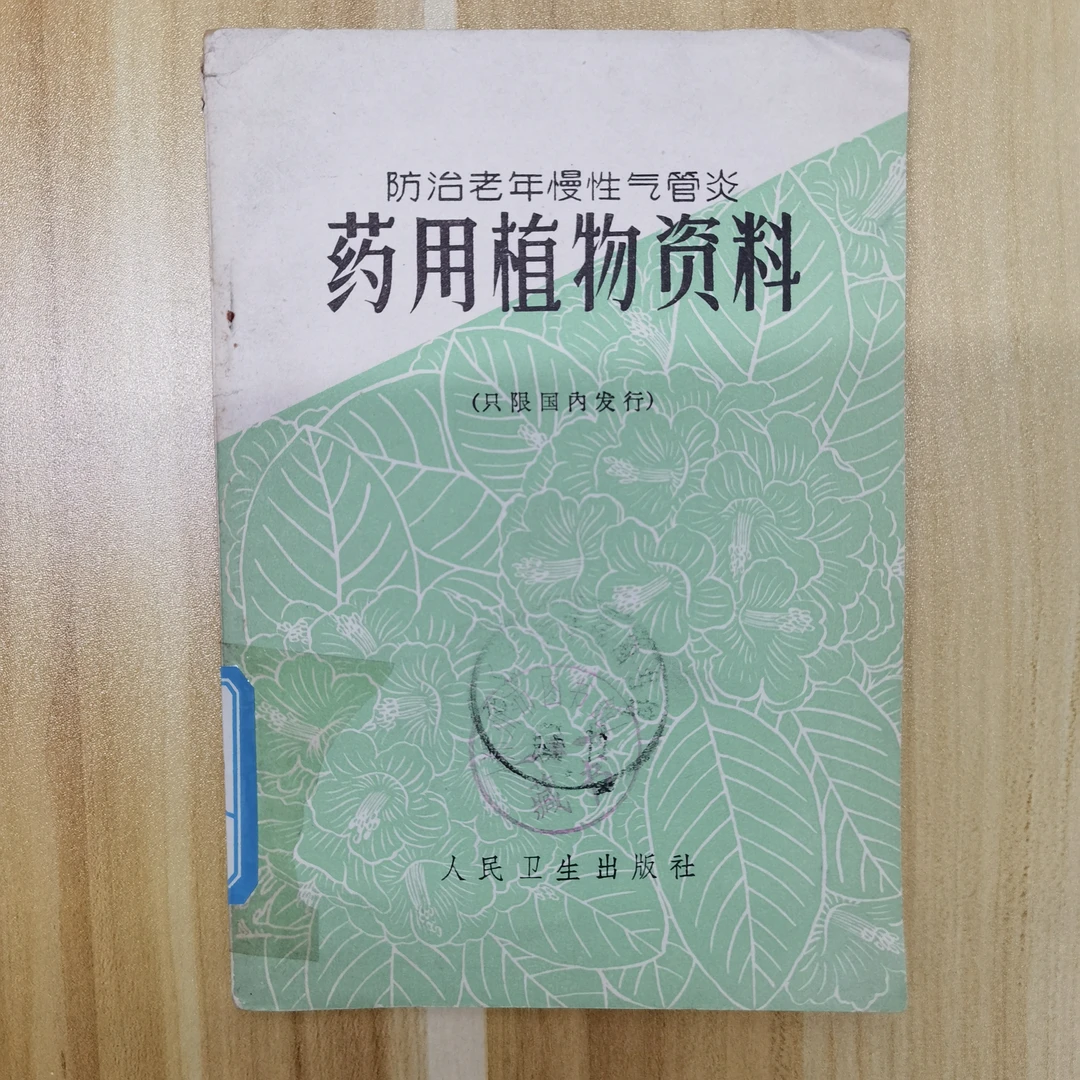 防治老年慢性气管炎
药用植物资料
(只限国内发行)
人民卫生出版社